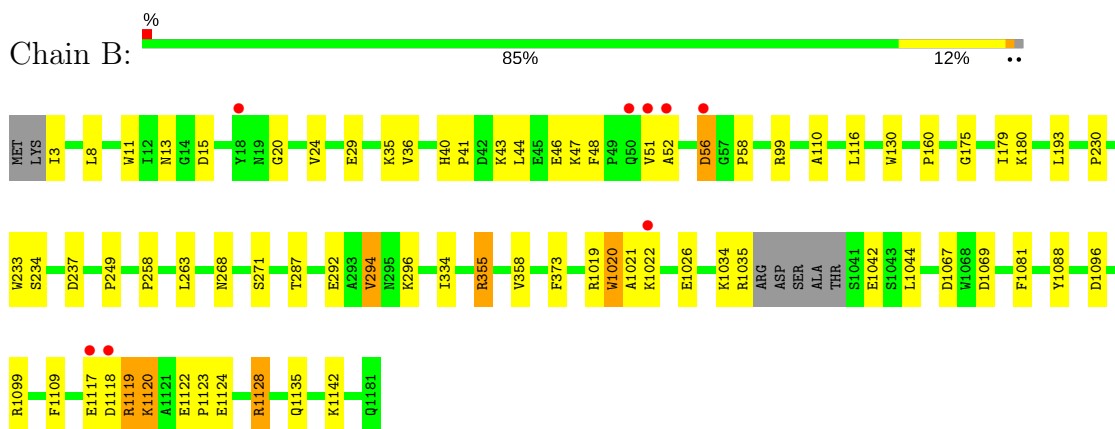 %
Chain B:
85% 12% ••
MET LYS I3 L8 W11 I12 N13 G14 D15 Y18 N19 G20 V24 E29 K35 V36 H40 P41 D42 K43 L44 E45 E46 K47 F48 P49 Q50 V51 A52 D56 G57 P58 R99 A110 L116 W130 P160 G175 I179 K180 L193 P230
W233 S234 D237 P249 P258 L263 N268 S271 T287 E292 A293 V294 N295 K296 I334 R355 V358 F373 R1019 W1020 A1021 K1022 E1026 K1034 R1035 ARG ASP SER ALA THR S1041 E1042 S1043 L1044 D1067 W1068 D1069 F1081 Y1088 D1096
R1099 F1109 E1117 D1118 R1119 K1120 A1121 E1122 P1123 E1124 R1128 Q1135 K1142 Q1181